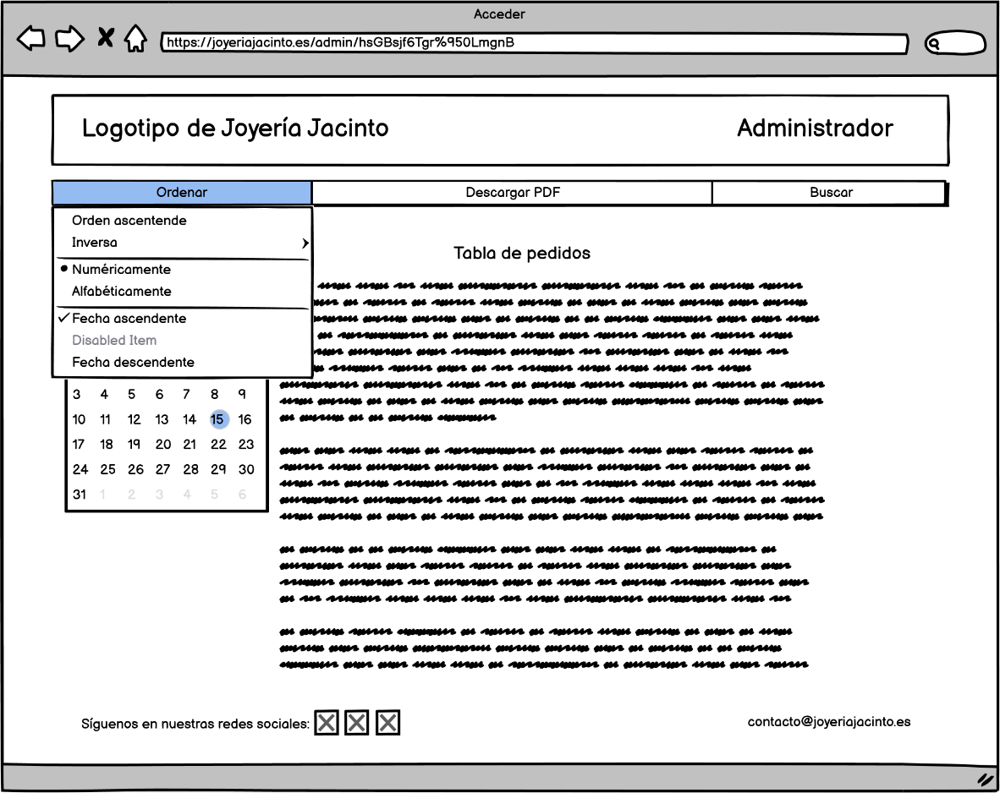 Acceder
https://joyeriajacinto.es/admin/hsGBsjf6Tgr%950LmgnB
Logotipo de Joyería Jacinto
Administrador
Ordenar
Descargar PDF
Buscar
Orden ascentende
Inversa
Numéricamente
Alfabéticamente
Fecha ascendente
Disabled Item
Fecha descendente
Tabla de pedidos
3 4 5 6 7 8 9
10 11 12 13 14 15 16
17 18 19 20 21 22 23
24 25 26 27 28 29 30
31 1 2 3 4 5 6
Síguenos en nuestras redes sociales:
contacto@joyeriajacinto.es